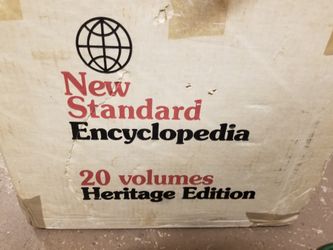 New
Standard
Encyclopedia
20 volumes
Heritage Edition